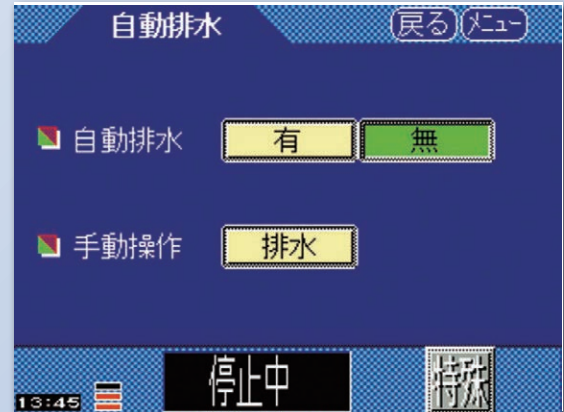 自動排水 戻る メニュー
自動排水 有 無
手動操作 排水
13:45 停止中 特殊